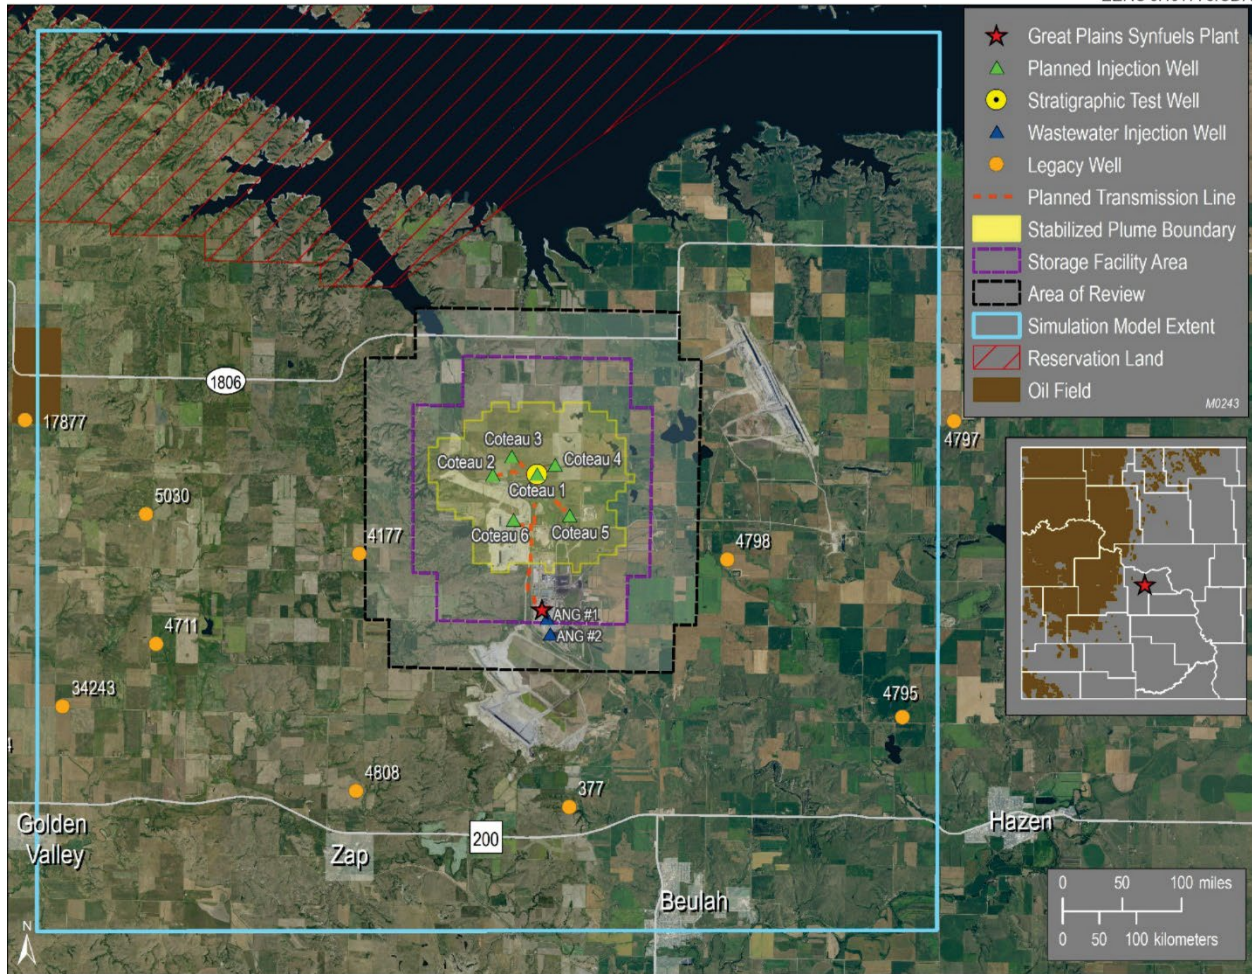 Great Plains Synfuels Plant
Planned Injection Well
Stratigraphic Test Well
Wastewater Injection Well
Legacy Well
Planned Transmission Line
Stabilized Plume Boundary
Storage Facility Area
Area of Review
Simulation Model Extent
Reservation Land
Oil Field
M0243
1806
17877
4797
Coteau 3
Coteau 2
Coteau 4
Coteau 1
5030
Coteau 6
Coteau 5
4177
4798
ANG #1
ANG #2
4711
34243
4795
4808
377
Golden
Valley
200
Zap
Hazen
Beulah
0 50 100 miles
0 50 100 kilometers
N